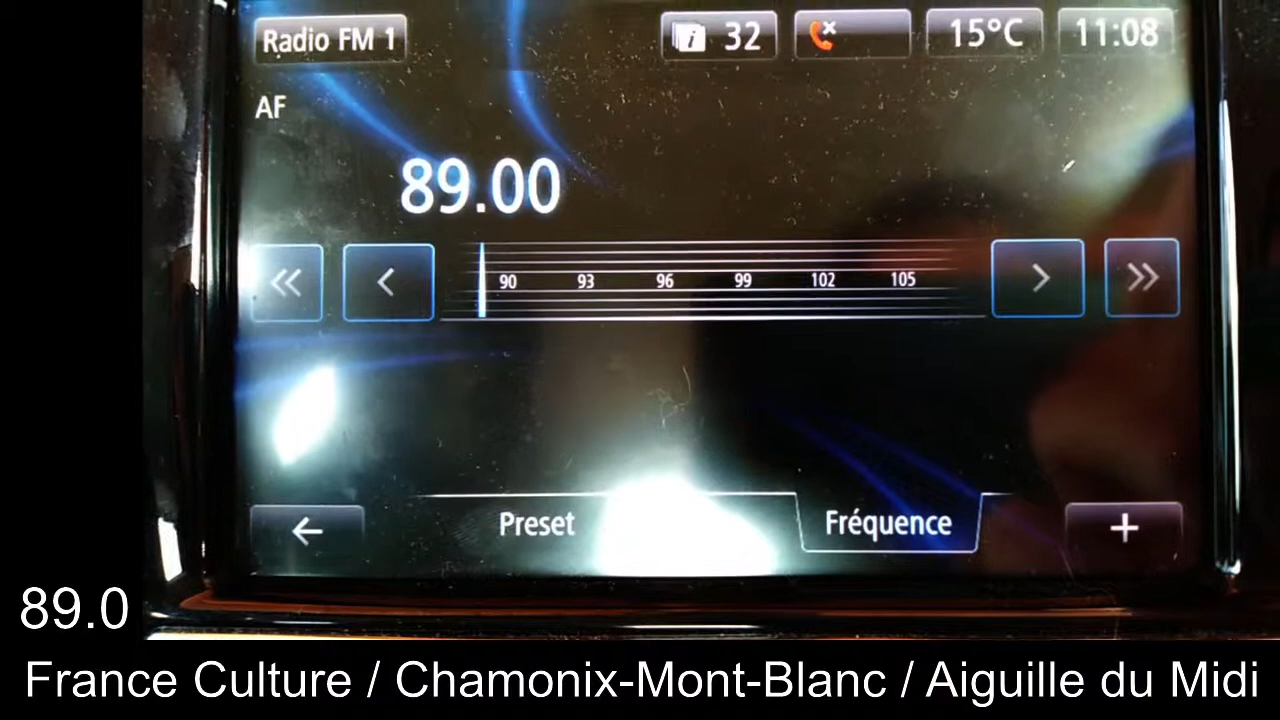 Radio FM 1
i 32
15°C
11:08
AF
89.00
90 93 96 99 102 105
Preset
Fréquence
89.0
France Culture / Chamonix-Mont-Blanc / Aiguille du Midi